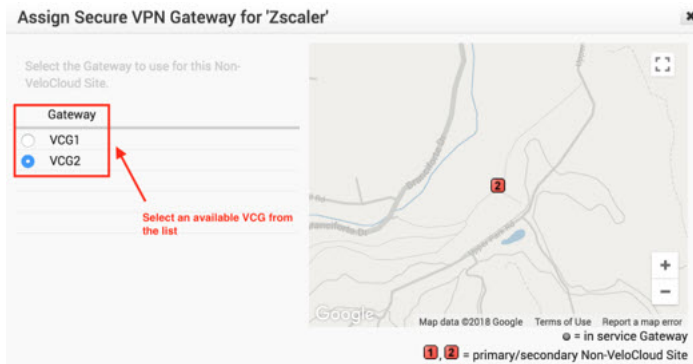 Assign Secure VPN Gateway for 'Zscaler'
Select the Gateway to use for this Non-
VeloCloud Site.
Gateway
VCG1
VCG2
Select an available VCG from
the list
2
Google
Map data ©2018 Google Terms of Use Report a map error
= in service Gateway
1, 2 = primary/secondary Non-VeloCloud Site